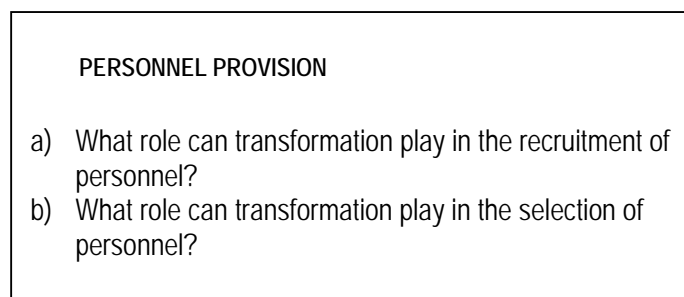 PERSONNEL PROVISION
a) What role can transformation play in the recruitment of
personnel?
b) What role can transformation play in the selection of
personnel?